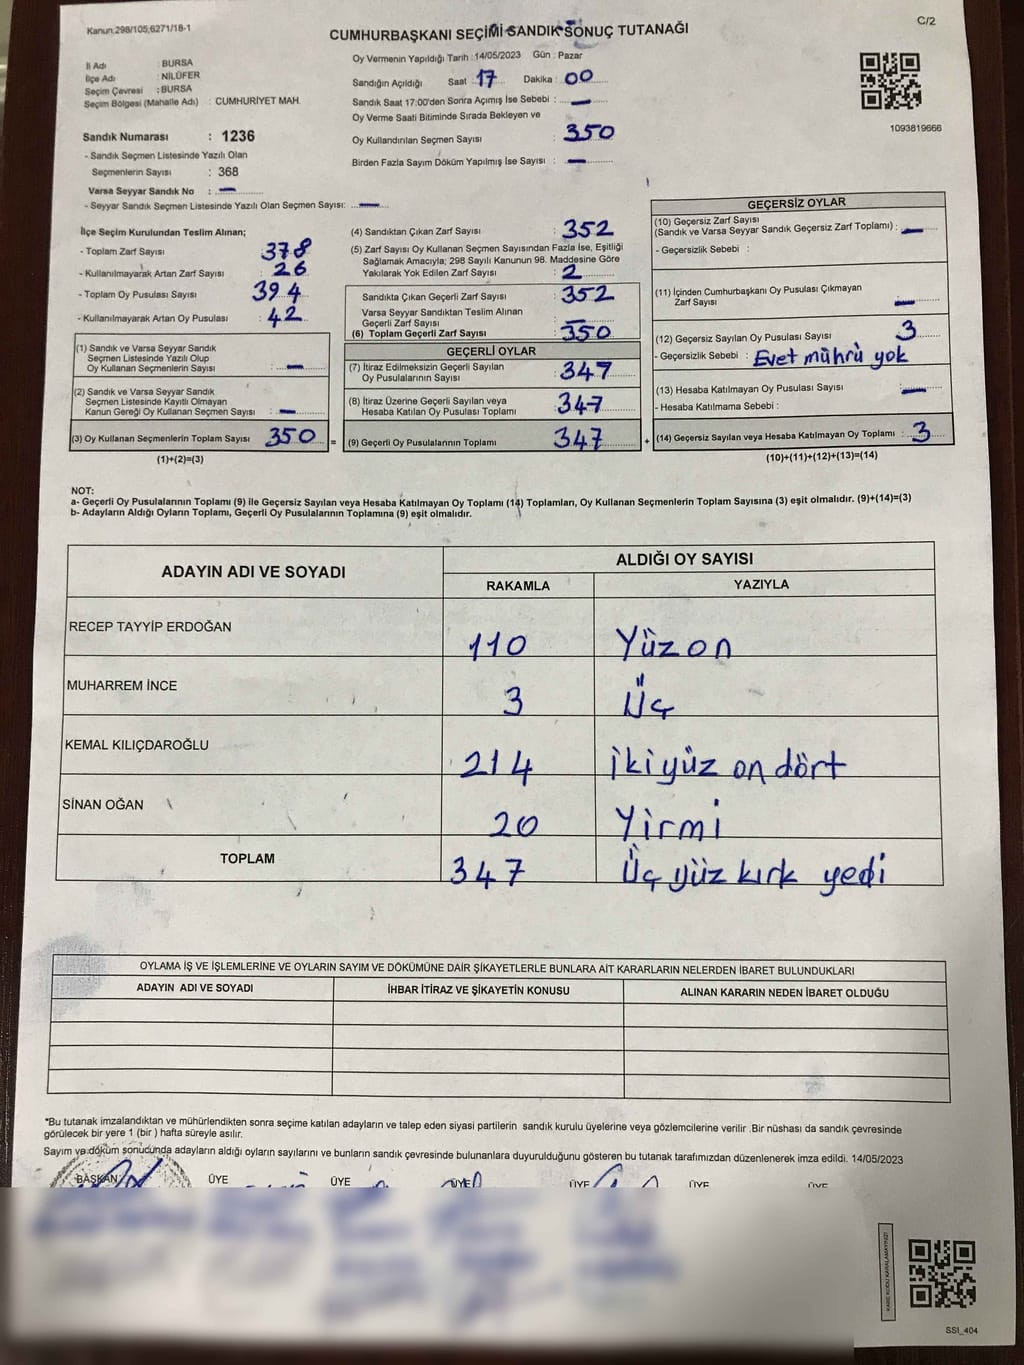 Kanun.298/105,6271/18-1
C/2
CUMHURBAŞKANI SEÇİMİ SANDIK SONUÇ TUTANAĞI
İl Adı : BURSA
İlçe Adı : NİLÜFER
Seçim Çevresi : BURSA
Seçim Bölgesi (Mahalle Adı) : CUMHURİYET MAH.
Sandık Numarası : 1236
- Sandık Seçmen Listesinde Yazılı Olan
Seçmenlerin Sayısı : 368
Varsa Seyyar Sandık No : —
- Seyyar Sandık Seçmen Listesinde Yazılı Olan Seçmen Sayısı: —
Oy Vermenin Yapıldığı Tarih : 14/05/2023 Gün : Pazar
Sandığın Açıldığı Saat : 17 Dakika : 00
Sandık Saat 17:00'den Sonra Açımış İse Sebebi : —
Oy Verme Saati Bitiminde Sırada Bekleyen ve
Oy Kullandırılan Seçmen Sayısı : 350
Birden Fazla Sayım Döküm Yapılmış İse Sayısı : —
1093819666
İlçe Seçim Kurulundan Teslim Alınan;
- Toplam Zarf Sayısı : 378
- Kullanılmayarak Artan Zarf Sayısı : 26
- Toplam Oy Pusulası Sayısı : 394
- Kullanılmayarak Artan Oy Pusulası : 42
(1) Sandık ve Varsa Seyyar Sandık
Seçmen Listesinde Yazılı Olup
Oy Kullanan Seçmenlerin Sayısı : —
(2) Sandık ve Varsa Seyyar Sandık
Seçmen Listesinde Kayıtlı Olmayan
Kanun Gereği Oy Kullanan Seçmen Sayısı : —
(3) Oy Kullanan Seçmenlerin Toplam Sayısı : 350
(1)+(2)=(3)
=
(4) Sandıktan Çıkan Zarf Sayısı : 352
(5) Zarf Sayısı Oy Kullanan Seçmen Sayısından Fazla İse, Eşitliği
Sağlamak Amacıyla; 298 Sayılı Kanunun 98. Maddesine Göre
Yakılarak Yok Edilen Zarf Sayısı : 2
Sandıkta Çıkan Geçerli Zarf Sayısı : 352
Varsa Seyyar Sandıktan Teslim Alınan
Geçerli Zarf Sayısı : —
(6) Toplam Geçerli Zarf Sayısı : 350
GEÇERLİ OYLAR
(7) İtiraz Edilmeksizin Geçerli Sayılan
Oy Pusulalarının Sayısı : 347
(8) İtiraz Üzerine Geçerli Sayılan veya
Hesaba Katılan Oy Pusulası Toplamı : 347
(9) Geçerli Oy Pusulalarının Toplamı : 347
+
GEÇERSİZ OYLAR
(10) Geçersiz Zarf Sayısı
(Sandık ve Varsa Seyyar Sandık Geçersiz Zarf Toplamı) : —
- Geçersizlik Sebebi :
(11) İçinden Cumhurbaşkanı Oy Pusulası Çıkmayan
Zarf Sayısı : —
(12) Geçersiz Sayılan Oy Pusulası Sayısı : 3
- Geçersizlik Sebebi : Evet mührü yok
(13) Hesaba Katılmayan Oy Pusulası Sayısı : —
- Hesaba Katılmama Sebebi :
(14) Geçersiz Sayılan veya Hesaba Katılmayan Oy Toplamı : 3
(10)+(11)+(12)+(13)=(14)
NOT:
a- Geçerli Oy Pusulalarının Toplamı (9) ile Geçersiz Sayılan veya Hesaba Katılmayan Oy Toplamı (14) Toplamları, Oy Kullanan Seçmenlerin Toplam Sayısına (3) eşit olmalıdır. (9)+(14)=(3)
b- Adayların Aldığı Oyların Toplamı, Geçerli Oy Pusulalarının Toplamına (9) eşit olmalıdır.
ADAYIN ADI VE SOYADI ALDIĞI OY SAYISI
RAKAMLA YAZIYLA
RECEP TAYYİP ERDOĞAN 110 Yüz on
MUHARREM İNCE 3 Üç
KEMAL KILIÇDAROĞLU 214 İkiyüz on dört
SİNAN OĞAN 20 Yirmi
TOPLAM 347 Üç yüz kırk yedi
OYLAMA İŞ VE İŞLEMLERİNE VE OYLARIN SAYIM VE DÖKÜMÜNE DAİR ŞİKAYETLERLE BUNLARA AİT KARARLARIN NELERDEN İBARET BULUNDUKLARI
ADAYIN ADI VE SOYADI İHBAR İTİRAZ VE ŞİKAYETİN KONUSU ALINAN KARARIN NEDEN İBARET OLDUĞU
*Bu tutanak imzalandıktan ve mühürlendikten sonra seçime katılan adayların ve talep eden siyasi partilerin sandık kurulu üyelerine veya gözlemcilerine verilir .Bir nüshası da sandık çevresinde
görülecek bir yere 1 (bir ) hafta süreyle asılır.
Sayım ve döküm sonucunda adayların aldığı oyların sayılarını ve bunların sandık çevresinde bulunanlara duyurulduğunu gösteren bu tutanak tarafımızdan düzenlenerek imza edildi. 14/05/2023
BAŞKAN ÜYE ÜYE ÜYE ÜYE ÜYE ÜYE
KARE KODU KARALAMAYINIZ!
SSI_404